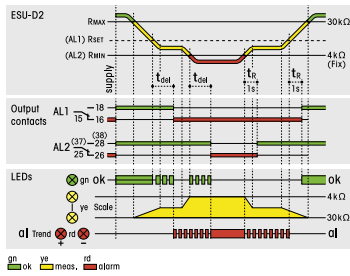 ESU-D2
RMAX
30kΩ
(AL1) RSET
(AL2) RMIN
4kΩ
(Fix)
supply
tdel
tdel
tR
1s
tR
1s
Output
contacts
AL1
18
15
16
(38)
AL2 (37)
28
25
26
LEDs
gn ok
ok
4kΩ
ye Scale
30kΩ
al Trend
rd
al
+ −
gn
ok
ye
meas.
rd
alarm